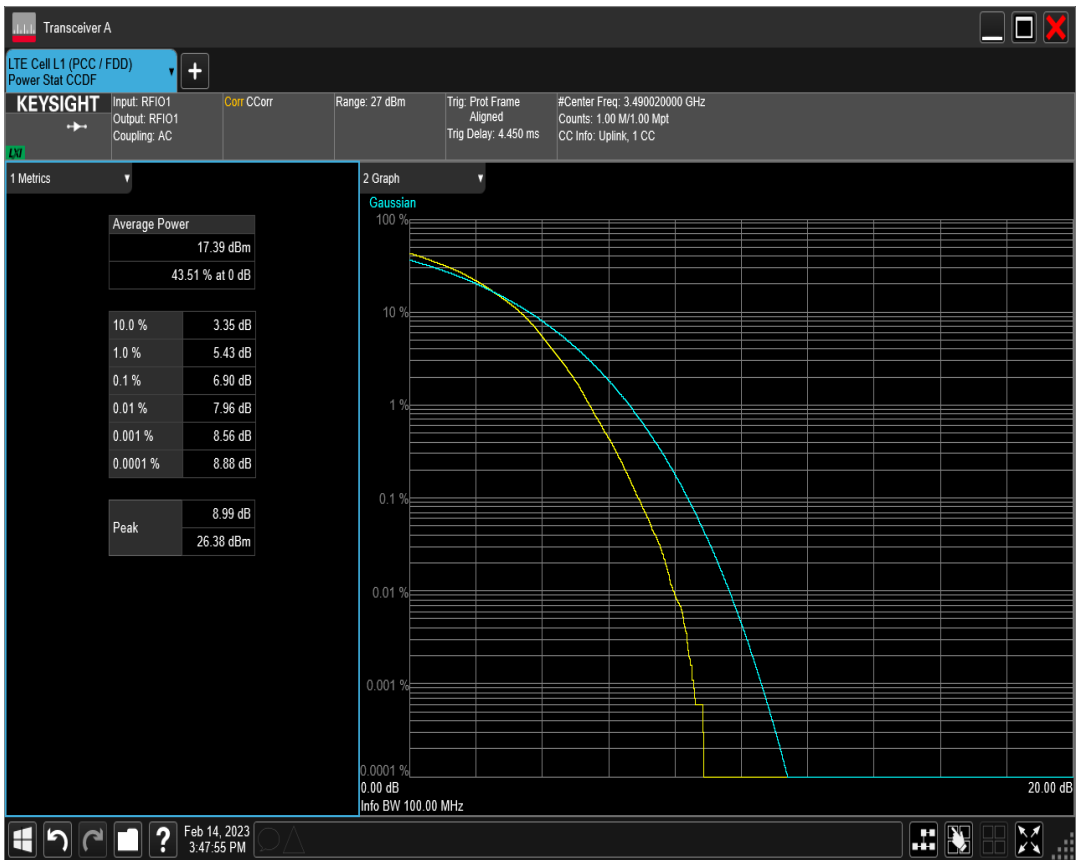 Transceiver A
LTE Cell L1 (PCC / FDD)
Power Stat CCDF
+
KEYSIGHT
LXI
Input: RFIO1
Output: RFIO1
Coupling: AC
Corr CCorr
Range: 27 dBm
Trig: Prot Frame
Aligned
Trig Delay: 4.450 ms
#Center Freq: 3.490020000 GHz
Counts: 1.00 M/1.00 Mpt
CC Info: Uplink, 1 CC
1 Metrics
Average Power
17.39 dBm
43.51 % at 0 dB
10.0 % 3.35 dB
1.0 % 5.43 dB
0.1 % 6.90 dB
0.01 % 7.96 dB
0.001 % 8.56 dB
0.0001 % 8.88 dB
Peak
8.99 dB
26.38 dBm
2 Graph
Gaussian
100 %
10 %
1 %
0.1 %
0.01 %
0.001 %
0.0001 %
0.00 dB 20.00 dB
Info BW 100.00 MHz
?
Feb 14, 2023
3:47:55 PM